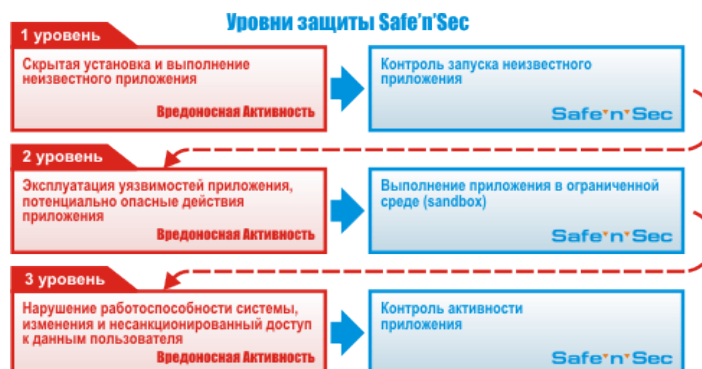 Уровни защиты Safe'n'Sec
1 уровень
Скрытая установка и выполнение
неизвестного приложения
Вредоносная Активность
Контроль запуска неизвестного
приложения
Safe'n'Sec
2 уровень
Эксплуатация уязвимостей приложения,
потенциально опасные действия
приложения
Вредоносная Активность
Выполнение приложения в ограниченной
среде (sandbox)
Safe'n'Sec
3 уровень
Нарушение работоспособности системы,
изменения и несанкционированный доступ
к данным пользователя
Вредоносная Активность
Контроль активности
приложения
Safe'n'Sec